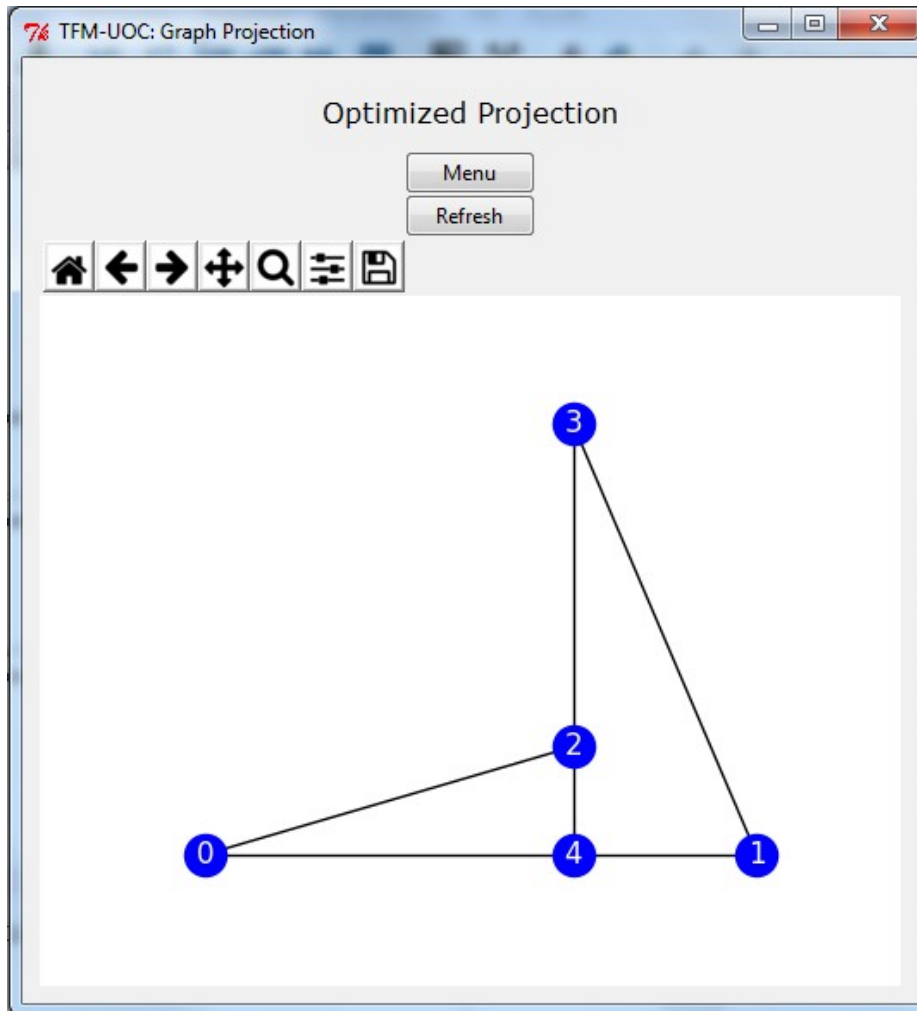 TFM-UOC: Graph Projection
Optimized Projection
Menu
Refresh
3
2
0 4 1